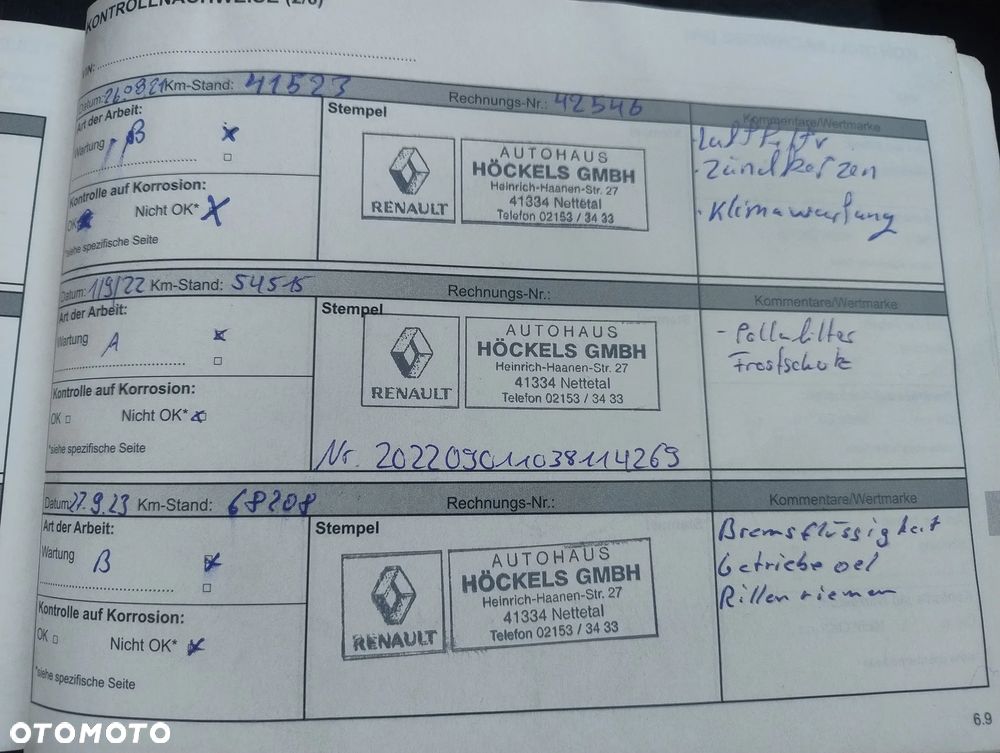 KONTROLLNACHWEISE (2/6)
VIN:
Datum: 26.08.21 Km-Stand: 41523 Rechnungs-Nr.: 42546
Art der Arbeit:
Stempel
Kommentare/Wertmarke
Wartung B
Luftfilter
Zündkerzen
Klimawartung
RENAULT
AUTOHAUS
HÖCKELS GMBH
Heinrich-Haanen-Str. 27
41334 Nettetal
Telefon 02153 / 34 33
Kontrolle auf Korrosion:
OK Nicht OK*
*siehe spezifische Seite
Datum: 1/9/22 Km-Stand: 54515 Rechnungs-Nr.:
Art der Arbeit:
Stempel
Kommentare/Wertmarke
Wartung A
- Pollenfilter
Frostschutz
RENAULT
AUTOHAUS
HÖCKELS GMBH
Heinrich-Haanen-Str. 27
41334 Nettetal
Telefon 02153 / 34 33
Kontrolle auf Korrosion:
OK Nicht OK*
*siehe spezifische Seite
Nr. 202209011038114269
Datum: 27.9.23 Km-Stand: 68208 Rechnungs-Nr.:
Art der Arbeit:
Stempel
Kommentare/Wertmarke
Wartung B
Bremsflüssigkeit
Getriebeoel
Rillenriemen
RENAULT
AUTOHAUS
HÖCKELS GMBH
Heinrich-Haanen-Str. 27
41334 Nettetal
Telefon 02153 / 34 33
Kontrolle auf Korrosion:
OK Nicht OK*
*siehe spezifische Seite
6.9
OTOMOTO